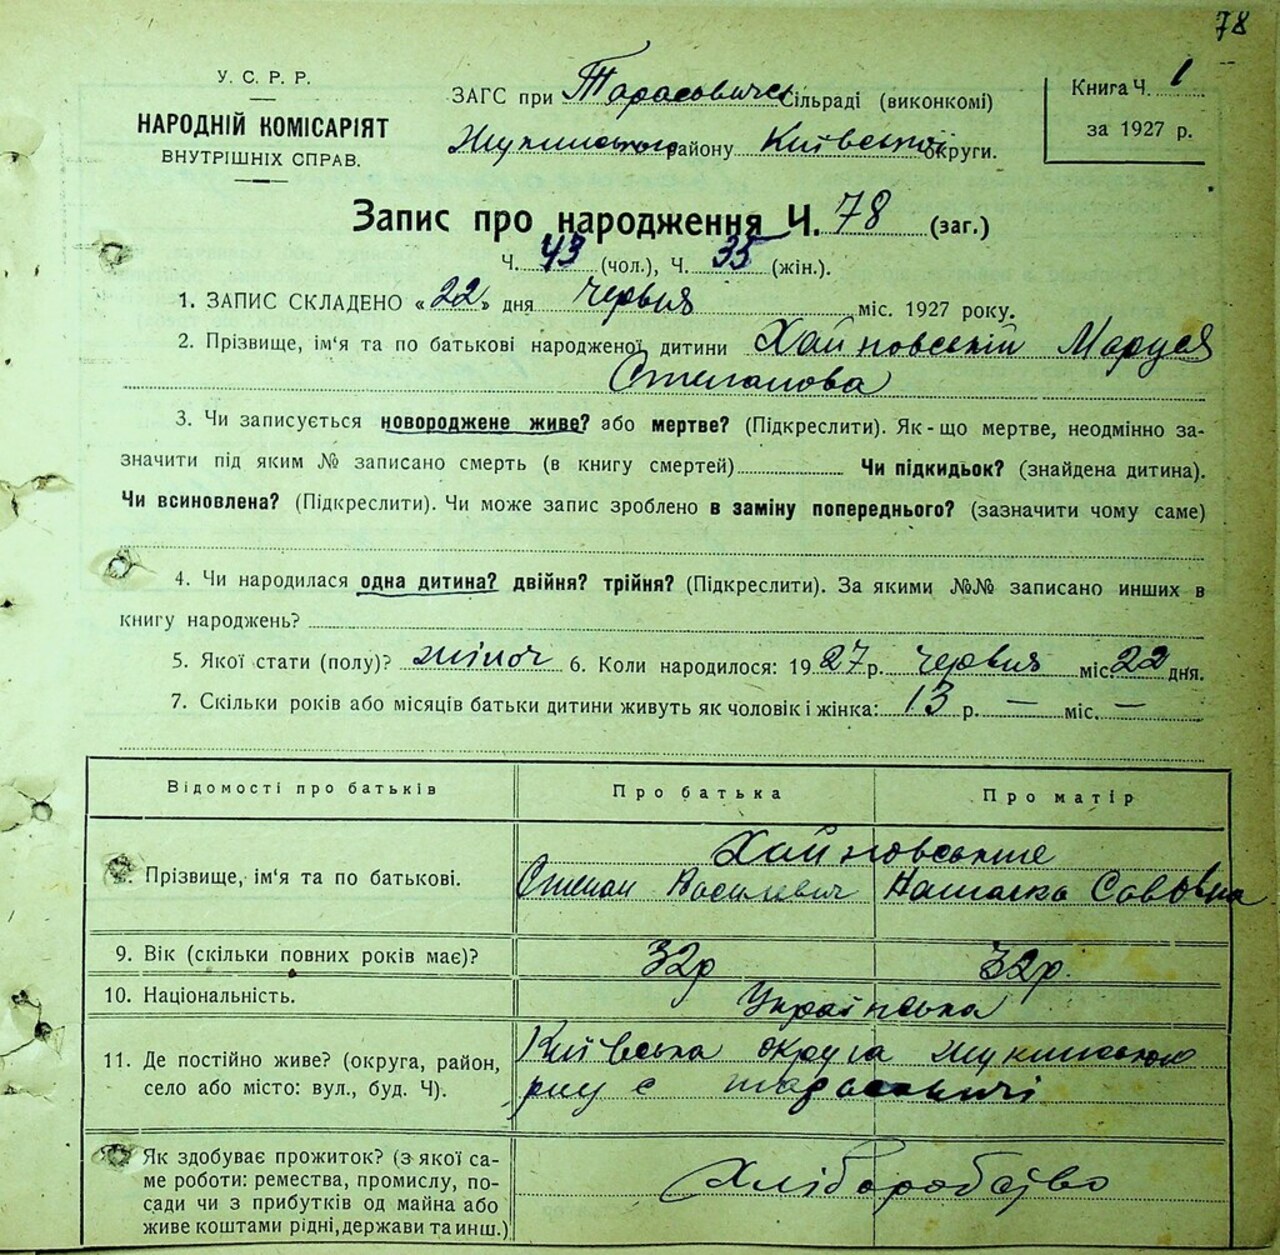 78
У. С. Р. Р.
НАРОДНІЙ КОМІСАРІЯТ
ВНУТРІШНІХ СПРАВ.
ЗАГС при Тарасовичс. Сільраді (виконкомі)
району Київської округи.
Книга Ч. 1
за 1927 р.
Запис про народження Ч. 78 (заг.)
Ч. 43 (чол.), Ч. 35 (жін.).
1. ЗАПИС СКЛАДЕНО «22» дня червня міс. 1927 року.
2. Прізвище, ім'я та по батькові народженої дитини Хайновський Маруся
Степанова
3. Чи записується новороджене живе? або мертве? (Підкреслити). Як-що мертве, неодмінно за-
значити під яким № записано смерть (в книгу смертей) Чи підкидьок? (знайдена дитина).
Чи всиновлена? (Підкреслити). Чи може запис зроблено в заміну попереднього? (зазначити чому саме)
4. Чи народилася одна дитина? двійня? трійня? (Підкреслити). За якими №№ записано инших в
книгу народжень?
5. Якої стати (полу)? жіноч 6. Коли народилося: 1927 р. червня міс. 22 дня.
7. Скільки років або місяців батьки дитини живуть як чоловік і жінка: 13 р. — міс. —
Відомості про батьків Про батька Про матір
Хайновське
Прізвище, ім'я та по батькові. Степан Василевич Наталка Савовна
9. Вік (скільки повних років має)? 32р 32р.
10. Національність. Українська
11. Де постійно живе? (округа, район, Київська округа
село або місто: вул., буд. Ч). рну с Тарасовичі
Як здобуває прожиток? (з якої са-
ме роботи: ремества, промислу, по- Хліборобство
сади чи з прибутків од майна або
живе коштами рідні, держави та инш.)